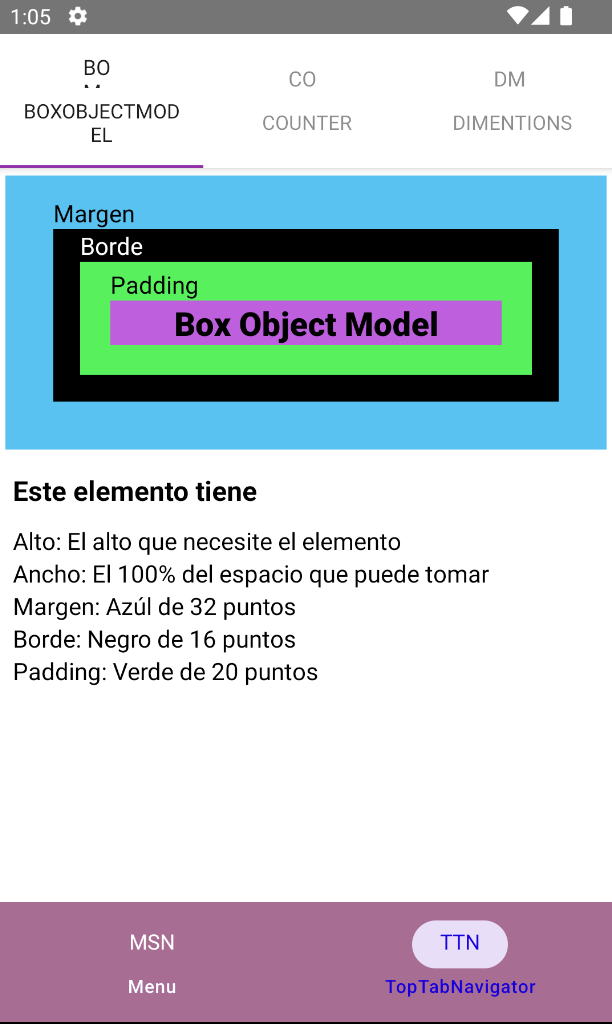 1:05
BO
CO
DM
BOXOBJECTMOD
EL
COUNTER
DIMENTIONS
Margen
Borde
Padding
Box Object Model
Este elemento tiene
Alto: El alto que necesite el elemento
Ancho: El 100% del espacio que puede tomar
Margen: Azúl de 32 puntos
Borde: Negro de 16 puntos
Padding: Verde de 20 puntos
MSN
TTN
Menu
TopTabNavigator